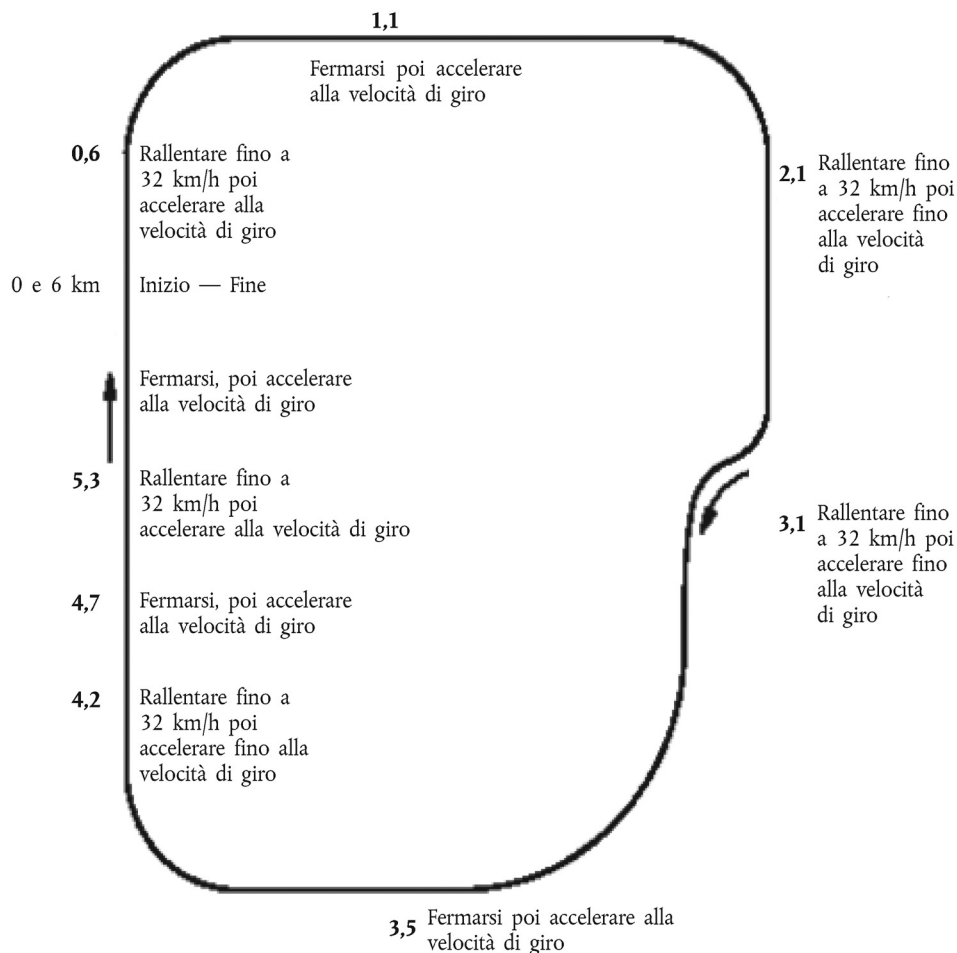 1,1
Fermarsi poi accelerare
alla velocità di giro
0,6
Rallentare fino a
32 km/h poi
accelerare alla
velocità di giro
2,1
Rallentare fino
a 32 km/h poi
accelerare fino
alla velocità
di giro
0 e 6 km
Inizio — Fine
Fermarsi, poi accelerare
alla velocità di giro
5,3
Rallentare fino a
32 km/h poi
accelerare alla velocità di giro
3,1
Rallentare fino
a 32 km/h poi
accelerare fino
alla velocità
di giro
4,7
Fermarsi, poi accelerare
alla velocità di giro
4,2
Rallentare fino a
32 km/h poi
accelerare fino alla
velocità di giro
3,5
Fermarsi poi accelerare alla
velocità di giro